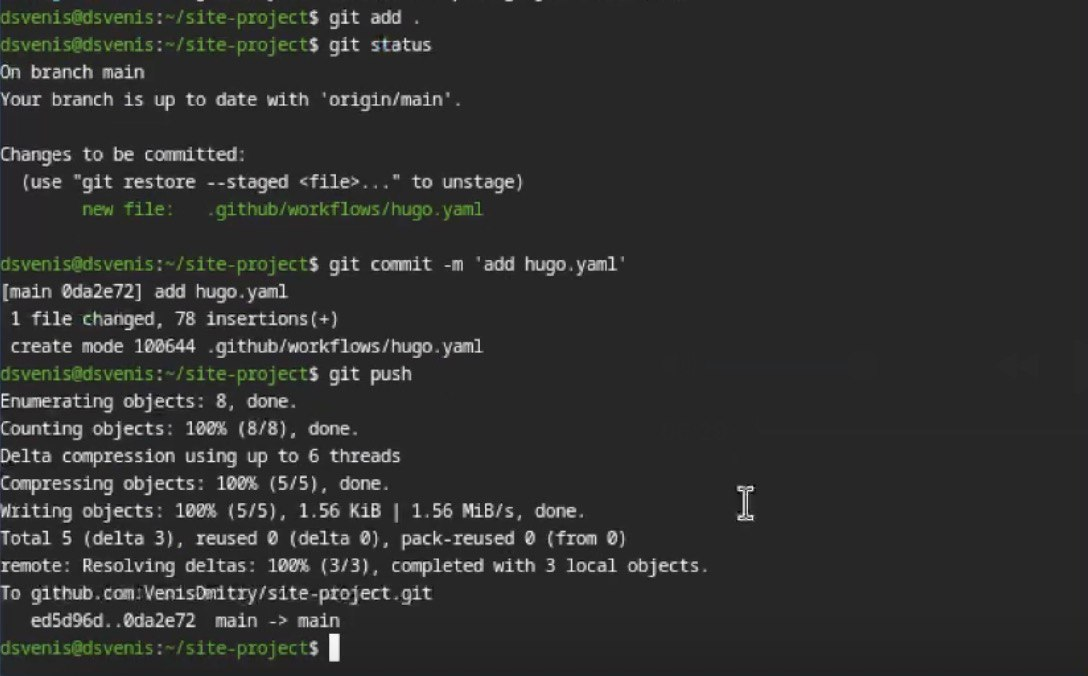 dsvenis@dsvenis:~/site-project$ git add .
dsvenis@dsvenis:~/site-project$ git status
On branch main
Your branch is up to date with 'origin/main'.
Changes to be committed:
  (use "git restore --staged <file>..." to unstage)
        new file:   .github/workflows/hugo.yaml
dsvenis@dsvenis:~/site-project$ git commit -m 'add hugo.yaml'
[main 0da2e72] add hugo.yaml
 1 file changed, 78 insertions(+)
 create mode 100644 .github/workflows/hugo.yaml
dsvenis@dsvenis:~/site-project$ git push
Enumerating objects: 8, done.
Counting objects: 100% (8/8), done.
Delta compression using up to 6 threads
Compressing objects: 100% (5/5), done.
Writing objects: 100% (5/5), 1.56 KiB | 1.56 MiB/s, done.
Total 5 (delta 3), reused 0 (delta 0), pack-reused 0 (from 0)
remote: Resolving deltas: 100% (3/3), completed with 3 local objects.
To github.com:VenisDmitry/site-project.git
   ed5d96d..0da2e72  main -> main
dsvenis@dsvenis:~/site-project$